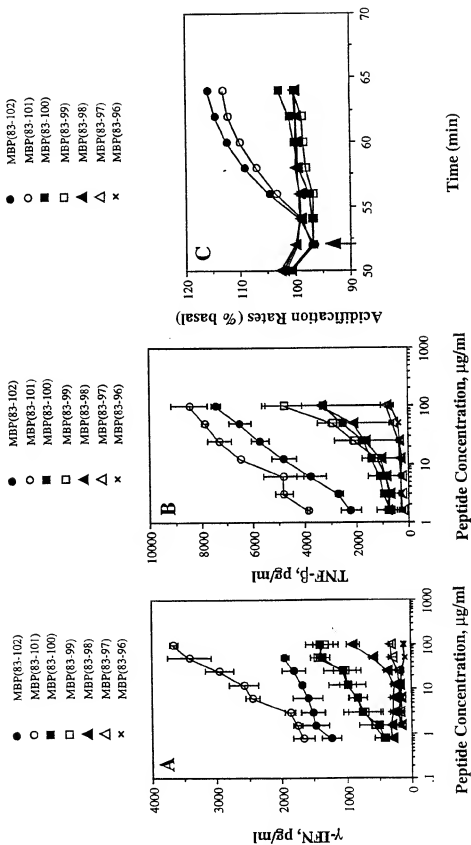 A
MBP(83-102)
MBP(83-101)
MBP(83-100)
MBP(83-99)
MBP(83-98)
MBP(83-97)
MBP(83-96)
γ-IFN, pg/ml
4000
3000
2000
1000
0
.1 1 10 100 1000
Peptide Concentration, μg/ml
B
MBP(83-102)
MBP(83-101)
MBP(83-100)
MBP(83-99)
MBP(83-98)
MBP(83-97)
MBP(83-96)
TNF-β, pg/ml
10000
8000
6000
4000
2000
0
1 10 100 1000
Peptide Concentration, μg/ml
C
MBP(83-102)
MBP(83-101)
MBP(83-100)
MBP(83-99)
MBP(83-98)
MBP(83-97)
MBP(83-96)
Acidification Rates (% basal)
120
110
100
90
50 55 60 65 70
Time (min)